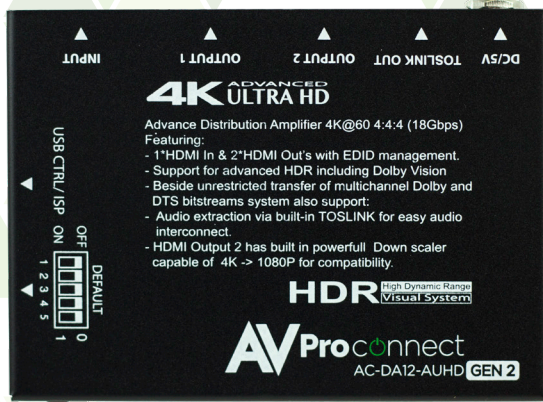 INPUT
OUTPUT 1
OUTPUT 2
TOSLINK OUT
DC/5V
4K ADVANCED
ULTRA HD
Advance Distribution Amplifier 4K@60 4:4:4 (18Gbps)
Featuring:
- 1*HDMI In & 2*HDMI Out's with EDID management.
- Support for advanced HDR including Dolby Vision
- Beside unrestricted transfer of multichannel Dolby and
DTS bitstreams system also support:
- Audio extraction via built-in TOSLINK for easy audio
interconnect.
- HDMI Output 2 has built in powerfull Down scaler
capable of 4K -> 1080P for compatibility.
USB CTRL/ ISP
ON
OFF
1 2 3 4 5
DEFAULT
1
0
HDR High Dynamic Range
Visual System
AVPro connect
AC-DA12-AUHD GEN 2